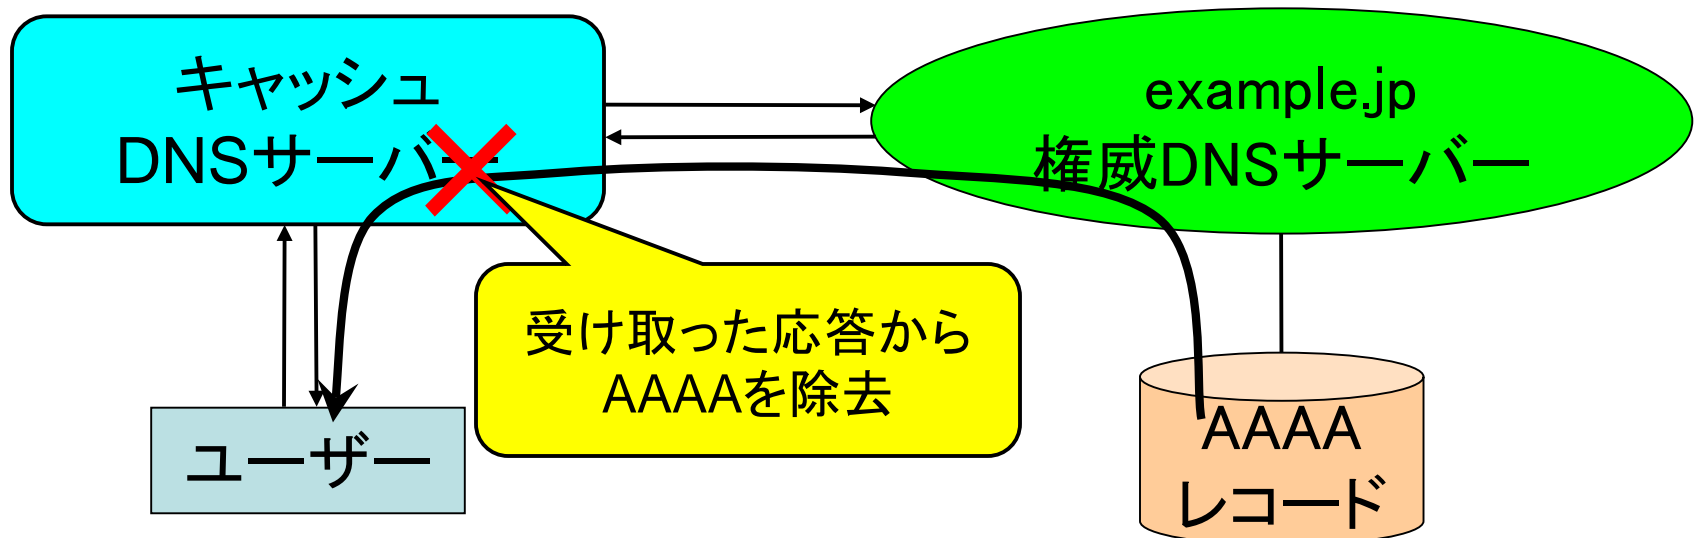 キャッシュ
DNSサーバー
example.jp
権威DNSサーバー
受け取った応答から
AAAAを除去
ユーザー
AAAA
レコード